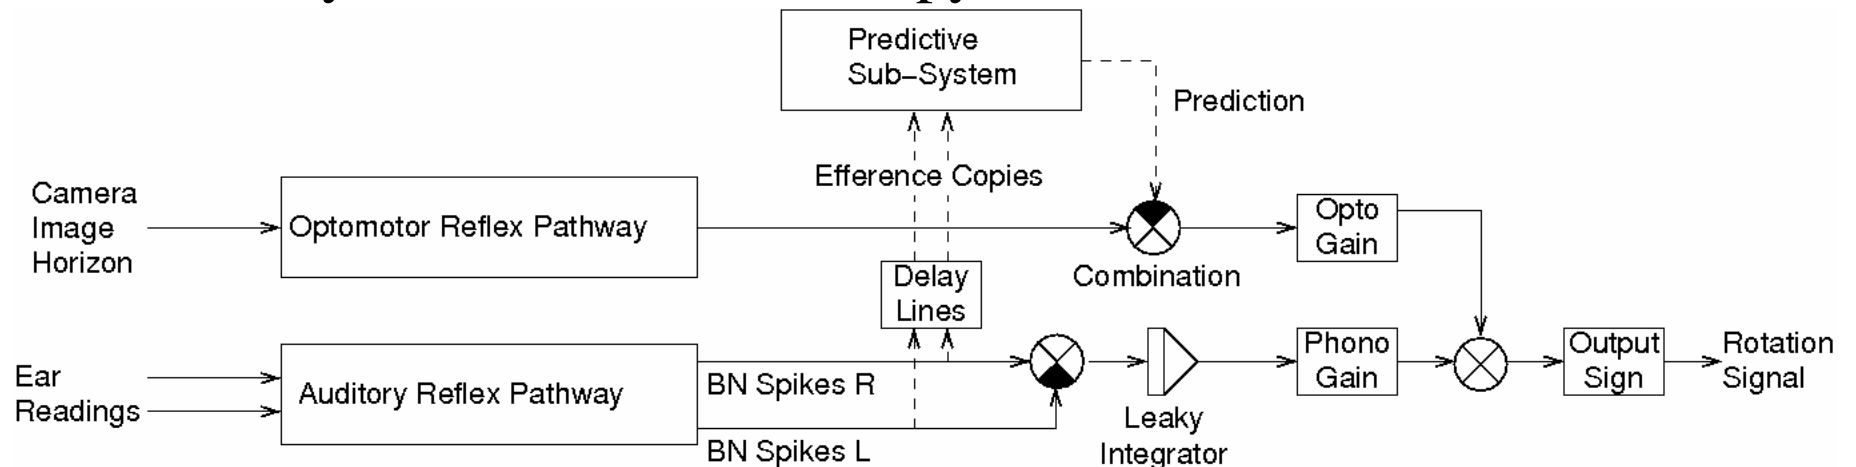 Predictive
Sub-System
Prediction
Efference Copies
Camera
Image
Horizon
Optomotor Reflex Pathway
Opto
Gain
Combination
Delay
Lines
Ear
Readings
Auditory Reflex Pathway
BN Spikes R
BN Spikes L
Leaky
Integrator
Phono
Gain
Output
Sign
Rotation
Signal